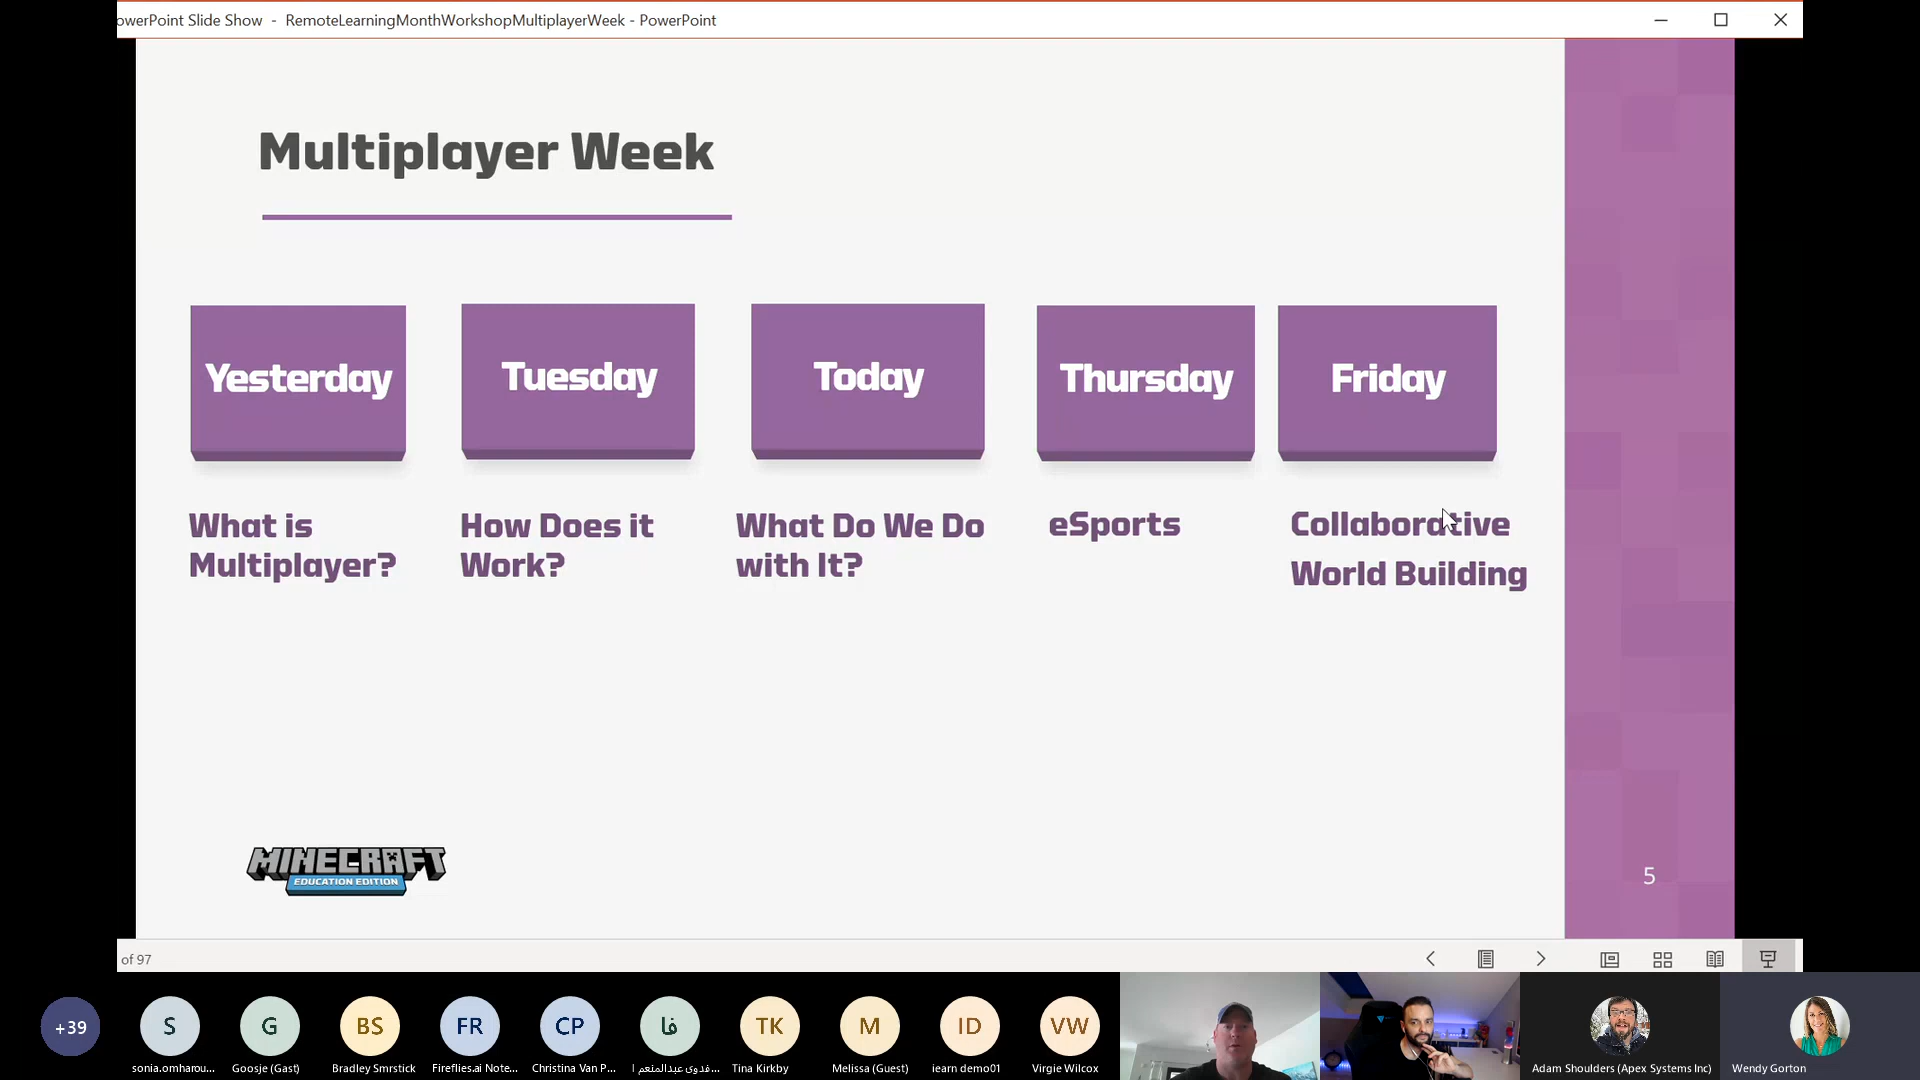 owerPoint Slide Show - RemoteLearningMonthWorkshopMultiplayerWeek - PowerPoint
Multiplayer Week
Yesterday
Tuesday
Today
Thursday
Friday
What is
Multiplayer?
How Does it
Work?
What Do We Do
with It?
eSports
Collaborative
World Building
MINECRAFT
EDUCATION EDITION
5
of 97
+39
S
G
BS
FR
CP
فا
TK
M
ID
VW
sonia.omharou...
Goosje (Gast)
Bradley Smrstick
Fireflies.ai Note...
Christina Van P...
فدوى عبدالمنعم ا...
Tina Kirkby
Melissa (Guest)
iearn demo01
Virgie Wilcox
Adam Shoulders (Apex Systems Inc)
Wendy Gorton